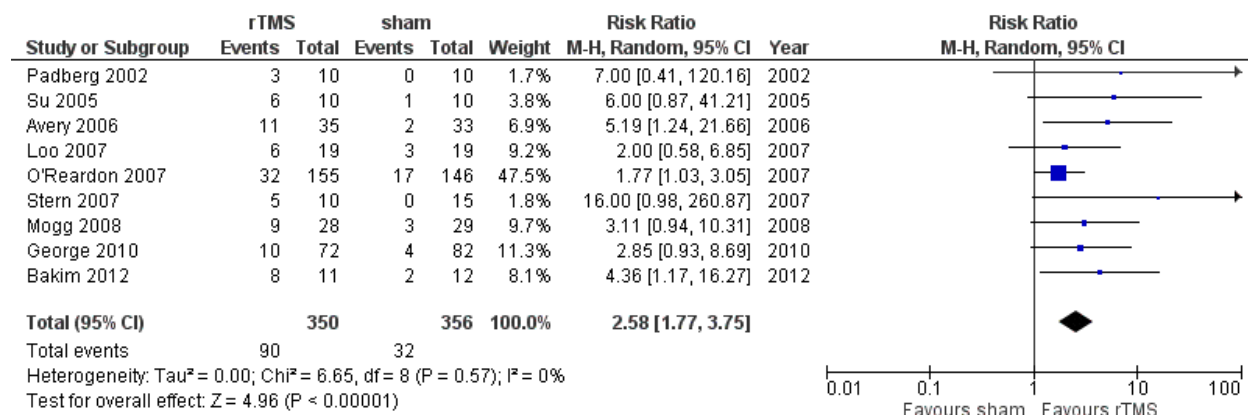 rTMS sham Risk Ratio Risk Ratio
Study or Subgroup Events Total Events Total Weight M-H, Random, 95% CI Year M-H, Random, 95% CI
Padberg 2002 3 10 0 10 1.7% 7.00 [0.41, 120.16] 2002
Su 2005 6 10 1 10 3.8% 6.00 [0.87, 41.21] 2005
Avery 2006 11 35 2 33 6.9% 5.19 [1.24, 21.66] 2006
Loo 2007 6 19 3 19 9.2% 2.00 [0.58, 6.85] 2007
O'Reardon 2007 32 155 17 146 47.5% 1.77 [1.03, 3.05] 2007
Stern 2007 5 10 0 15 1.8% 16.00 [0.98, 260.87] 2007
Mogg 2008 9 28 3 29 9.7% 3.11 [0.94, 10.31] 2008
George 2010 10 72 4 82 11.3% 2.85 [0.93, 8.69] 2010
Bakim 2012 8 11 2 12 8.1% 4.36 [1.17, 16.27] 2012
Total (95% CI) 350 356 100.0% 2.58 [1.77, 3.75]
Total events 90 32
Heterogeneity: Tau² = 0.00; Chi² = 6.65, df = 8 (P = 0.57); I² = 0%
Test for overall effect: Z = 4.96 (P < 0.00001)
0.01 0.1 1 10 100
Favours sham Favours rTMS